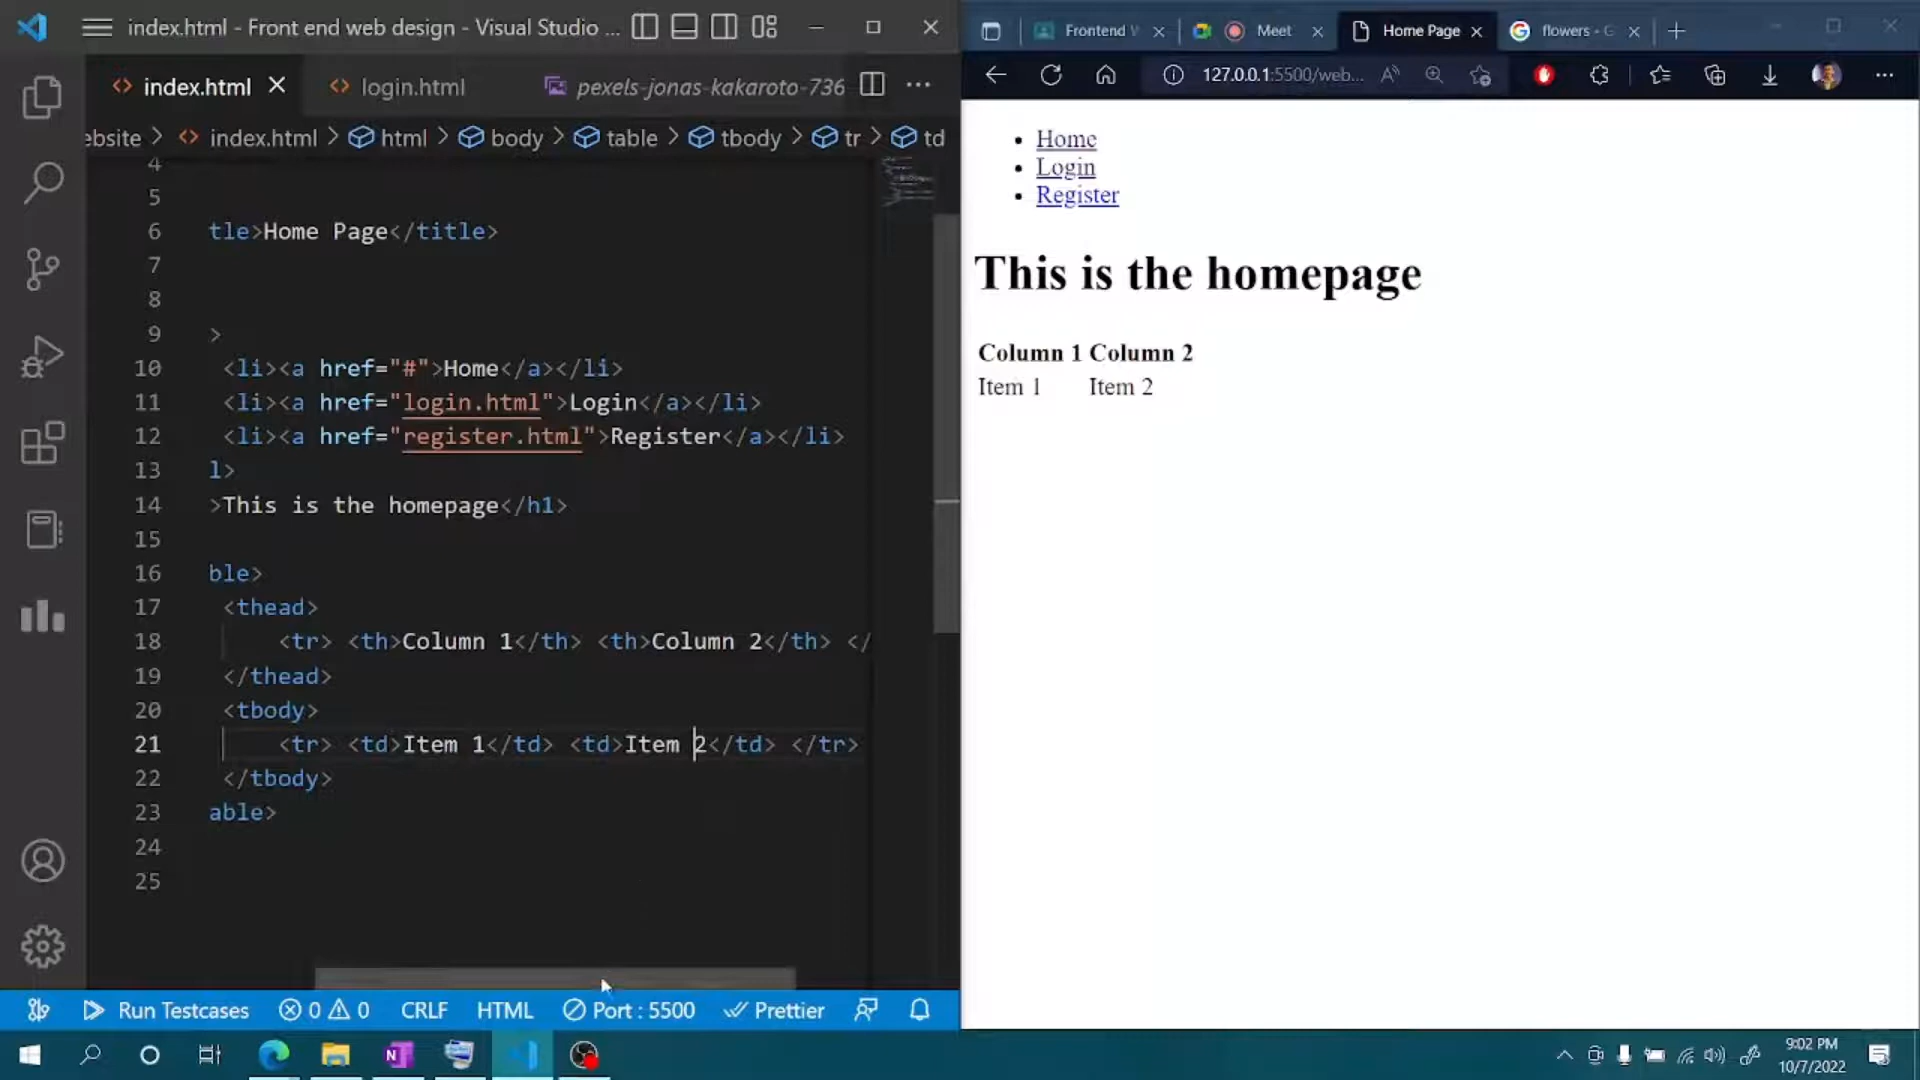 index.html - Front end web design - Visual Studio ...
index.html
login.html
pexels-jonas-kakaroto-736
ebsite > index.html > html > body > table > tbody > tr > td
4
5
6 tle>Home Page</title>
7
8
9 >
10 <li><a href="#">Home</a></li>
11 <li><a href="login.html">Login</a></li>
12 <li><a href="register.html">Register</a></li>
13 l>
14 >This is the homepage</h1>
15
16 ble>
17 <thead>
18 <tr> <th>Column 1</th> <th>Column 2</th> </
19 </thead>
20 <tbody>
21 <tr> <td>Item 1</td> <td>Item 2</td> </tr>
22 </tbody>
23 able>
24
25
Run Testcases 0 0 CRLF HTML Port : 5500 Prettier
Frontend
Meet
Home Page
flowers - G
127.0.0.1:5500/web...
Home
Login
Register
This is the homepage
Column 1 Column 2
Item 1 Item 2
9:02 PM
10/7/2022